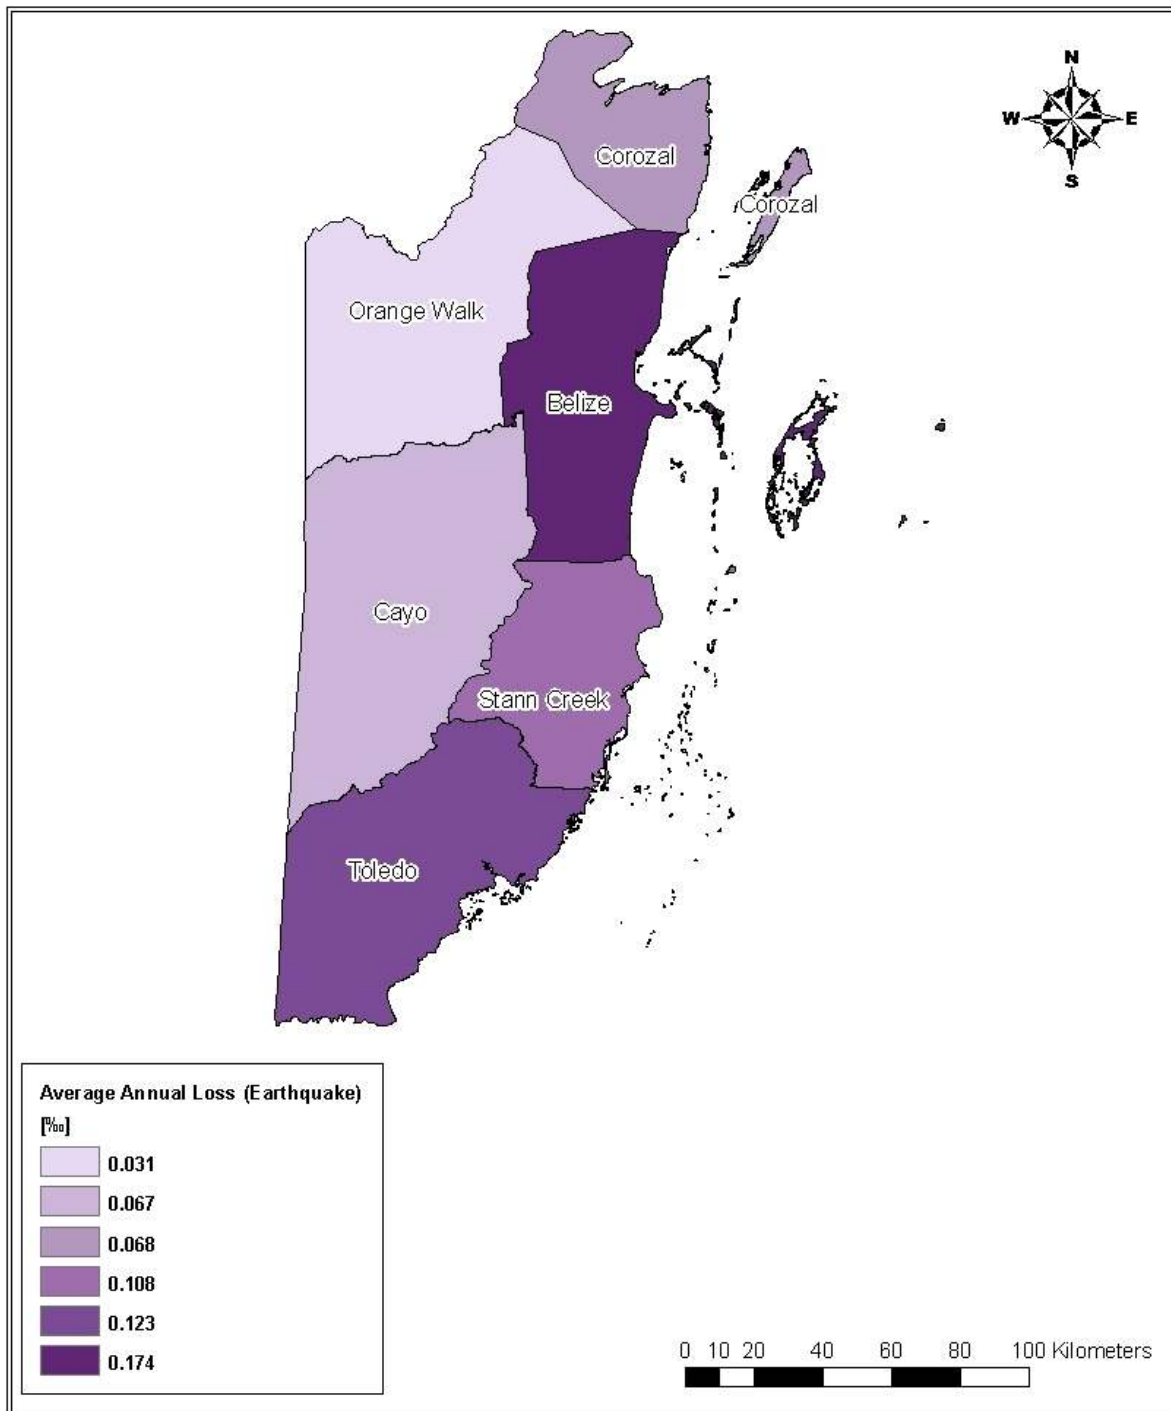 N
W E
S
Corozal
Corozal
Orange Walk
Belize
Cayo
Stann Creek
Toledo
Average Annual Loss (Earthquake)
[‰]
0.031
0.067
0.068
0.108
0.123
0.174
0 10 20 40 60 80 100 Kilometers